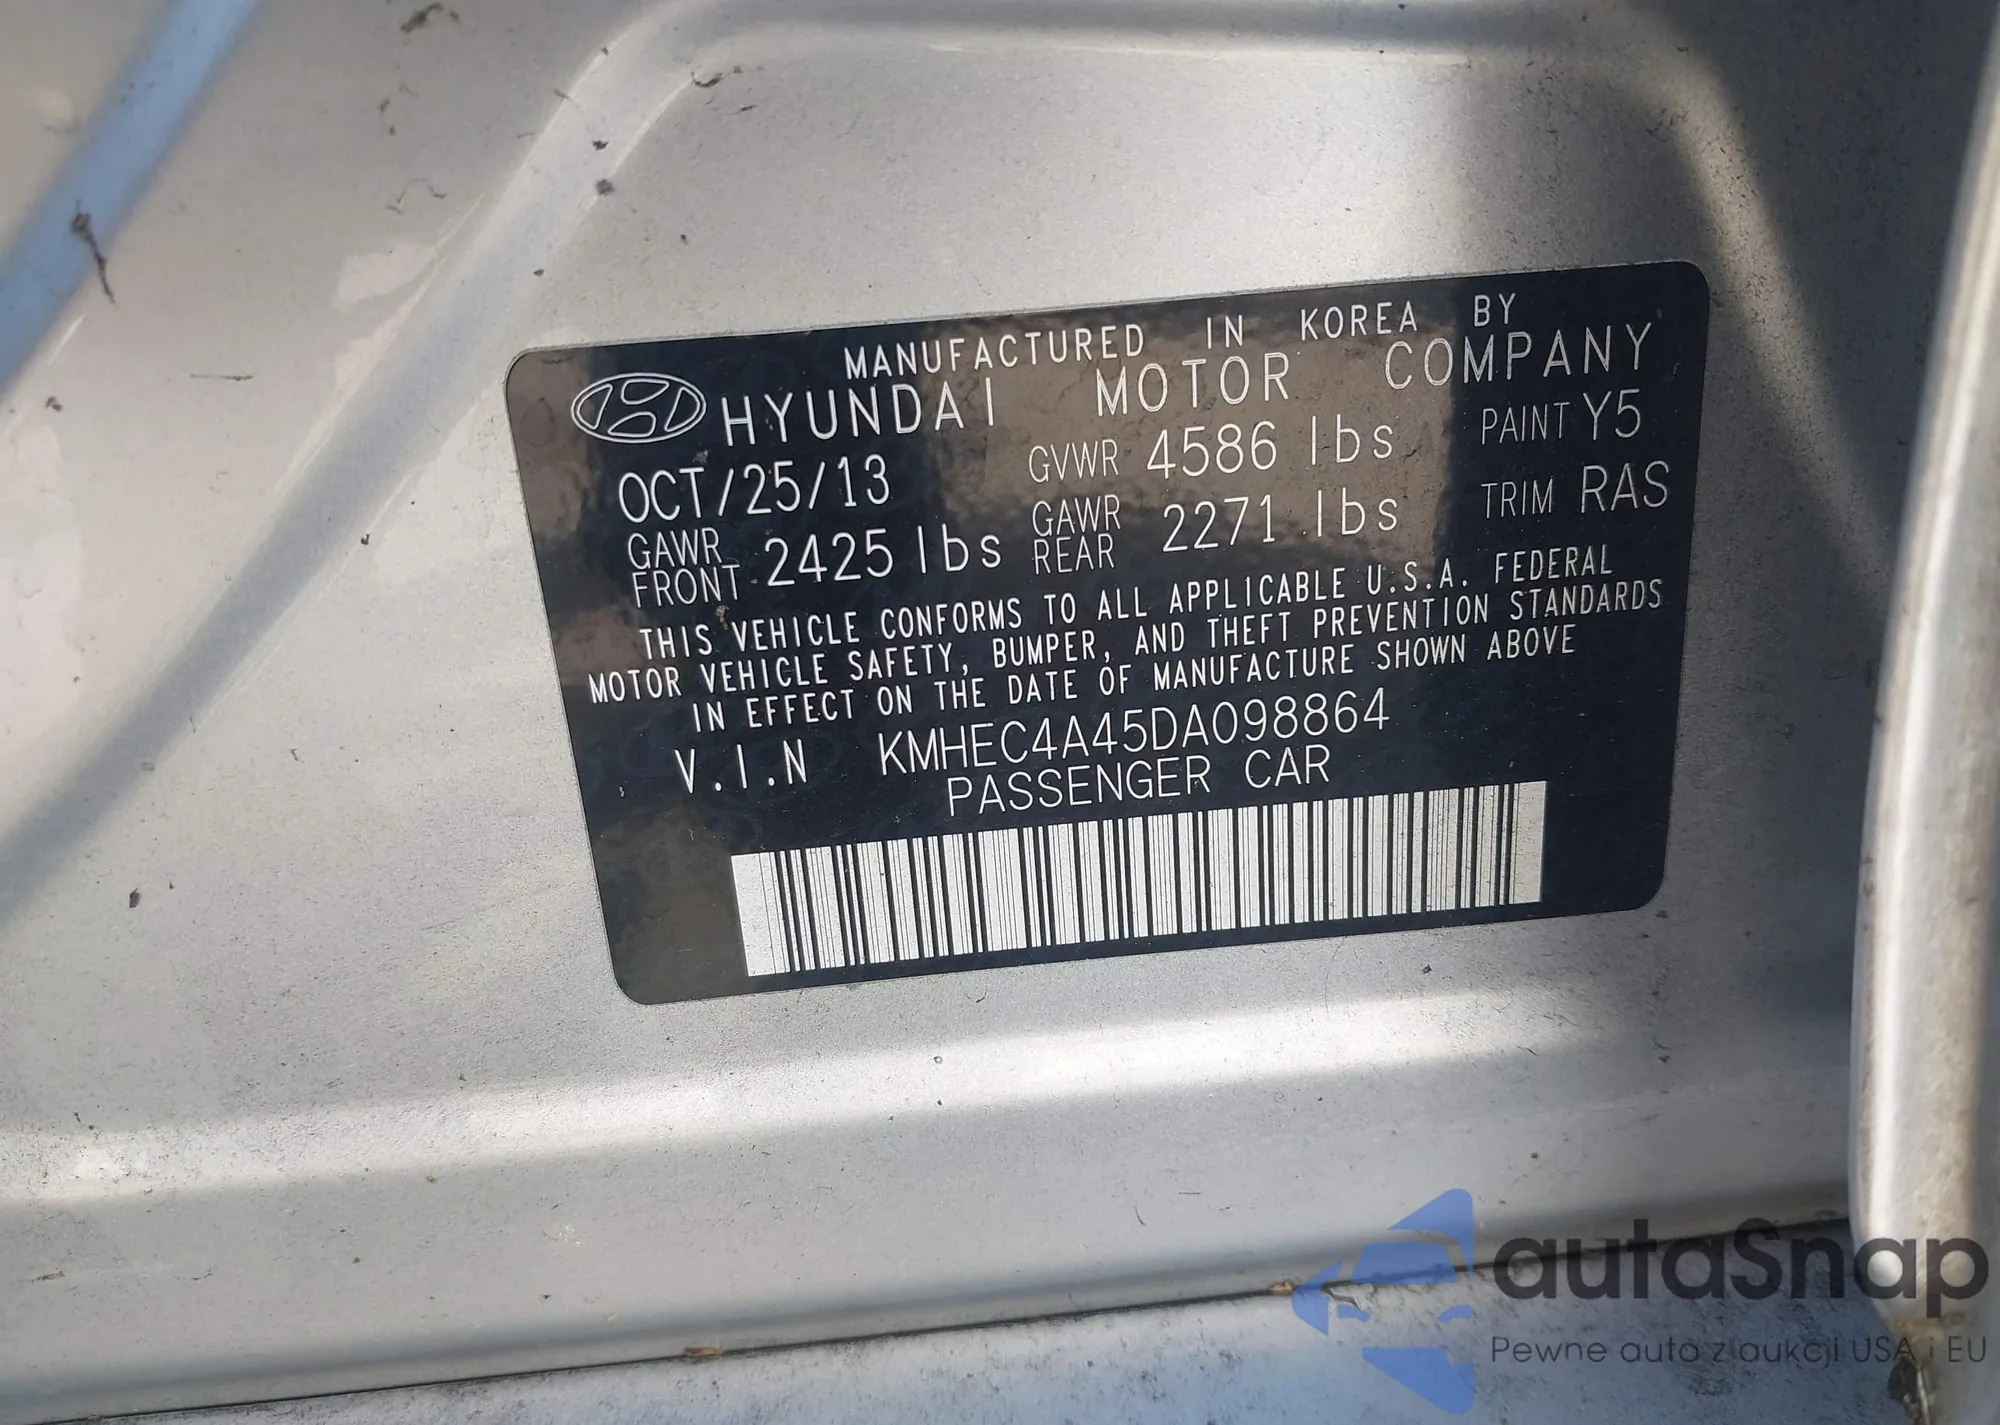 MANUFACTURED IN KOREA BY
HYUNDAI MOTOR COMPANY
OCT/25/13 GVWR 4586 lbs PAINT Y5
GAWR FRONT 2425 lbs GAWR REAR 2271 lbs TRIM RAS
THIS VEHICLE CONFORMS TO ALL APPLICABLE U.S.A. FEDERAL
MOTOR VEHICLE SAFETY, BUMPER, AND THEFT PREVENTION STANDARDS
IN EFFECT ON THE DATE OF MANUFACTURE SHOWN ABOVE
V.I.N KMHEC4A45DA098864
PASSENGER CAR
autaSnap
Pewne auta z aukcji USA i EU